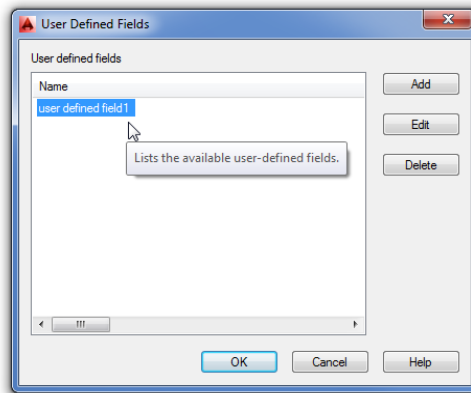 User Defined Fields
User defined fields
Name
user defined field1
Lists the available user-defined fields.
Add
Edit
Delete
OK
Cancel
Help